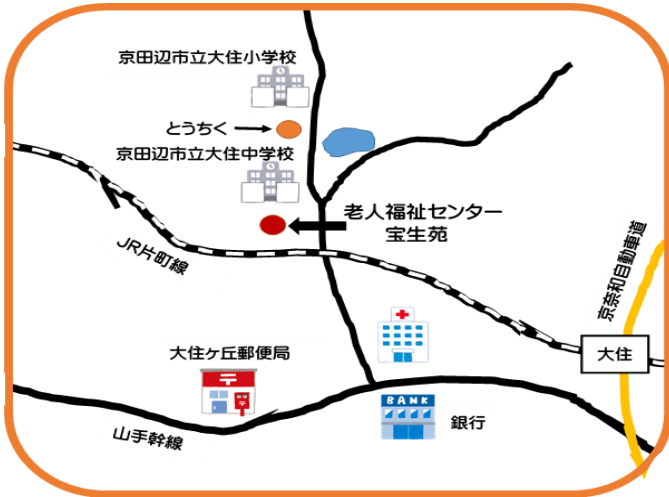 京田辺市立大住小学校
とうちく
京田辺市立大住中学校
老人福祉センター
宝生苑
JR片町線
京奈和自動車道
大住
大住ヶ丘郵便局
BANK
銀行
山手幹線